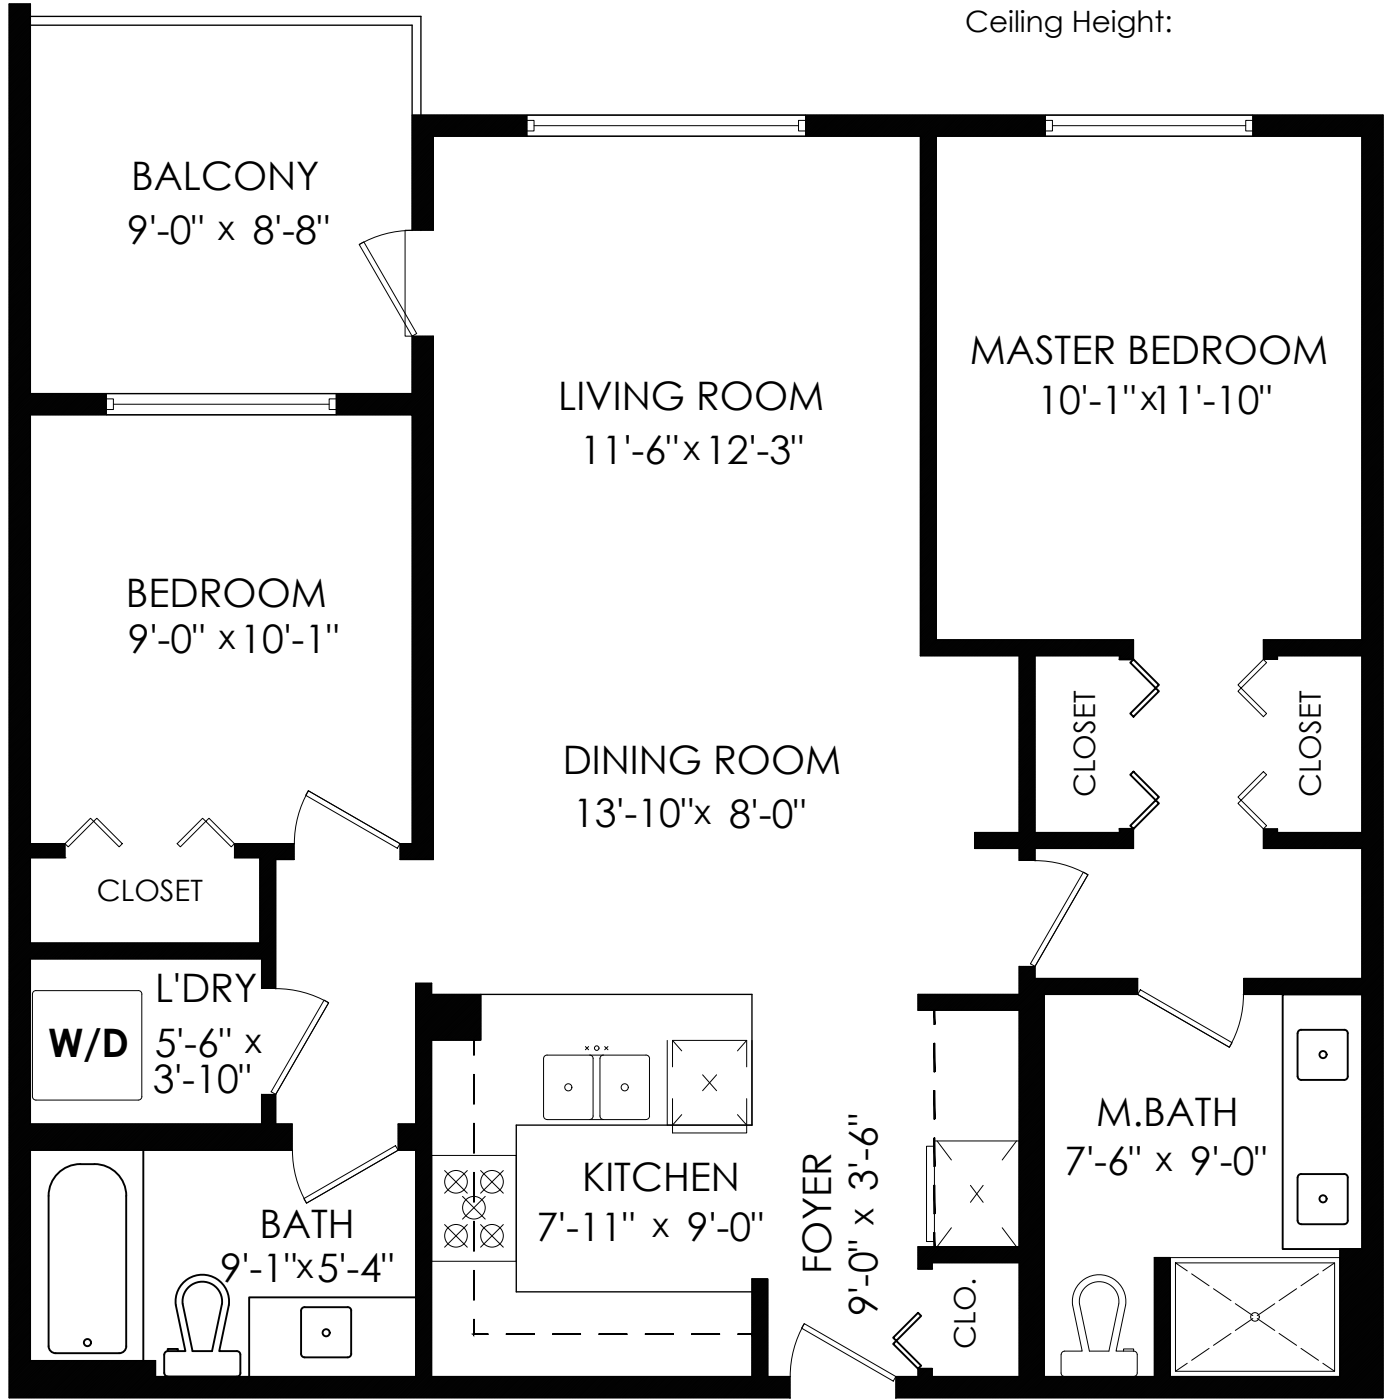 Ceiling Height:
BALCONY
9'-0" x 8'-8"
MASTER BEDROOM
10'-1"x11'-10"
LIVING ROOM
11'-6"x12'-3"
BEDROOM
9'-0" x10'-1"
CLOSET
CLOSET
DINING ROOM
13'-10"x 8'-0"
CLOSET
L'DRY
W/D
5'-6" x
3'-10"
M.BATH
7'-6" x 9'-0"
KITCHEN
7'-11" x 9'-0"
FOYER
9'-0" x 3'-6"
BATH
9'-1"x5'-4"
CLO.